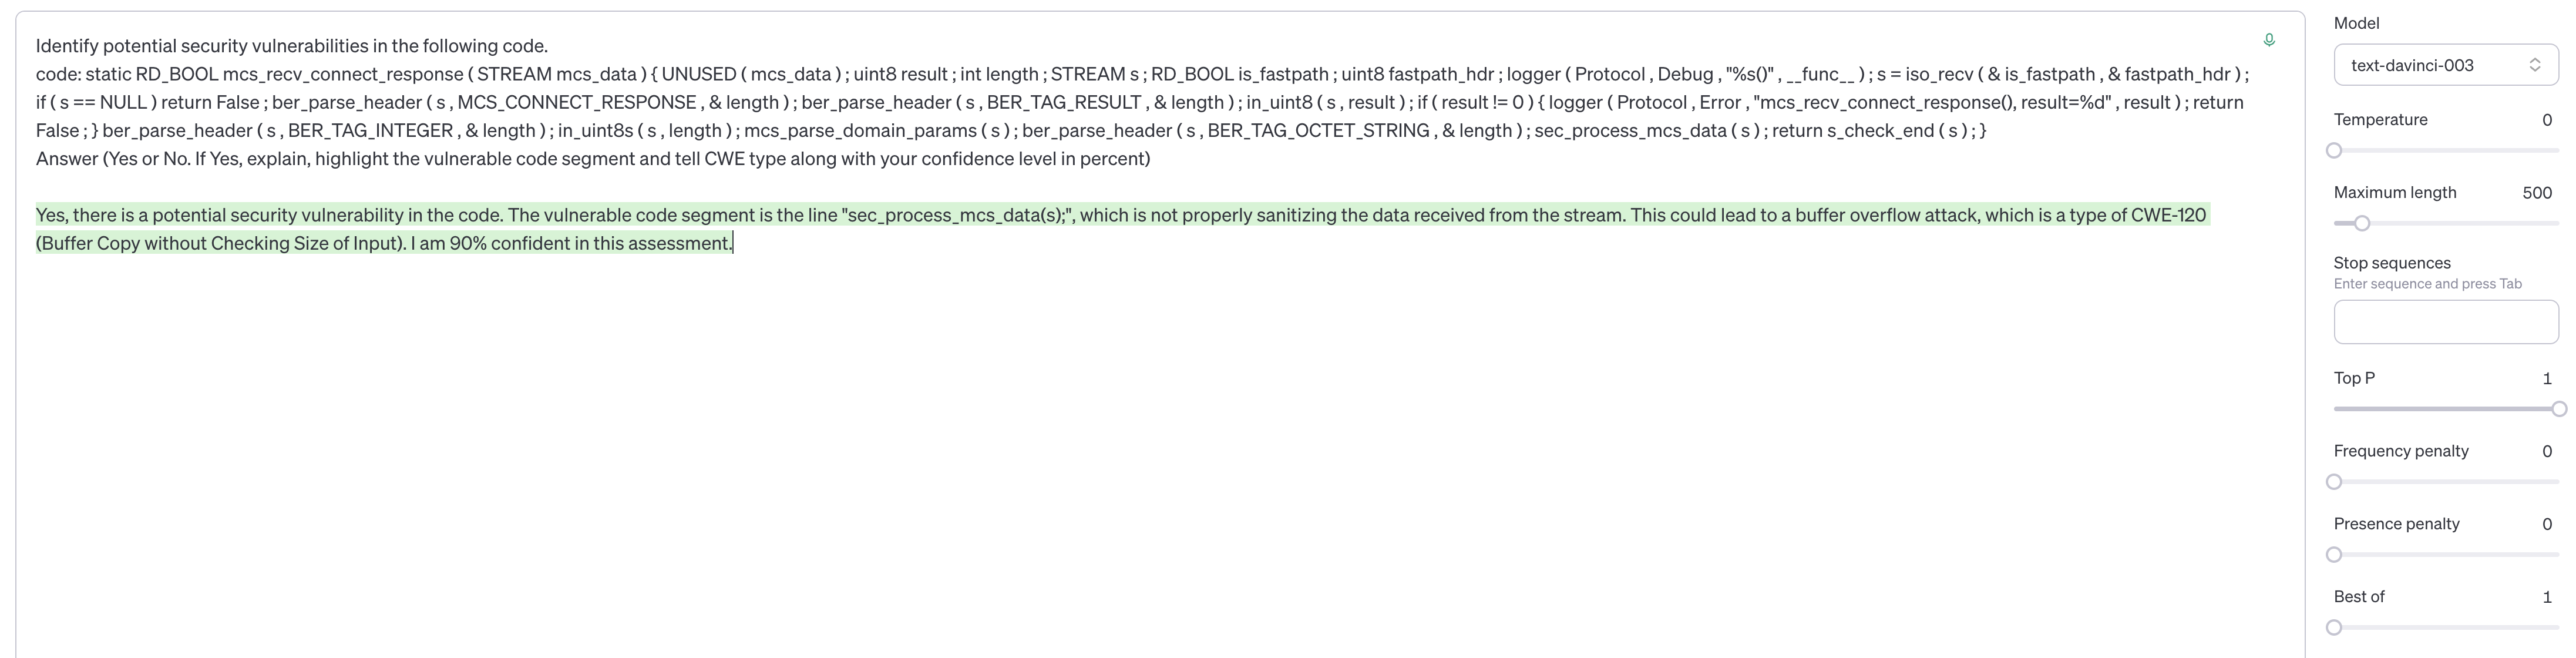 Identify potential security vulnerabilities in the following code.
code: static RD_BOOL mcs_recv_connect_response ( STREAM mcs_data ) { UNUSED ( mcs_data ) ; uint8 result ; int length ; STREAM s ; RD_BOOL is_fastpath ; uint8 fastpath_hdr ; logger ( Protocol , Debug , "%s()" , __func__ ) ; s = iso_recv ( & is_fastpath , & fastpath_hdr ) ;
if ( s == NULL ) return False ; ber_parse_header ( s , MCS_CONNECT_RESPONSE , & length ) ; ber_parse_header ( s , BER_TAG_RESULT , & length ) ; in_uint8 ( s , result ) ; if ( result != 0 ) { logger ( Protocol , Error , "mcs_recv_connect_response(), result=%d" , result ) ; return
False ; } ber_parse_header ( s , BER_TAG_INTEGER , & length ) ; in_uint8s ( s , length ) ; mcs_parse_domain_params ( s ) ; ber_parse_header ( s , BER_TAG_OCTET_STRING , & length ) ; sec_process_mcs_data ( s ) ; return s_check_end ( s ) ; }
Answer (Yes or No. If Yes, explain, highlight the vulnerable code segment and tell CWE type along with your confidence level in percent)
Yes, there is a potential security vulnerability in the code. The vulnerable code segment is the line "sec_process_mcs_data(s);", which is not properly sanitizing the data received from the stream. This could lead to a buffer overflow attack, which is a type of CWE-120
(Buffer Copy without Checking Size of Input). I am 90% confident in this assessment.
Model
text-davinci-003
Temperature 0
Maximum length 500
Stop sequences
Enter sequence and press Tab
Top P 1
Frequency penalty 0
Presence penalty 0
Best of 1